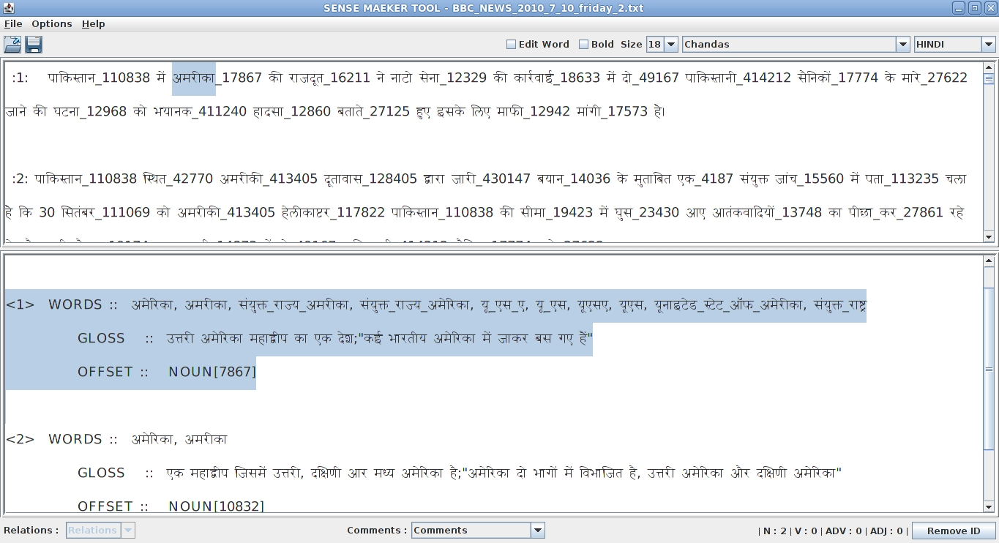 SENSE MAEKER TOOL - BBC_NEWS_2010_7_10_friday_2.txt
File Options Help
Edit Word Bold Size 18 Chandas HINDI
:1: पाकिस्तान_110838 में अमरीका_17867 की राजदूत_16211 ने नाटो सेना_12329 की कार्रवाई_18633 में दो_49167 पाकिस्तानी_414212 सैनिकों_17774 के मारे_27622
जाने की घटना_12968 को भयानक_411240 हादसा_12860 बताते_27125 हुए इसके लिए माफी_12942 मांगी_17573 है।
:2: पाकिस्तान_110838 स्थित_42770 अमरीकी_413405 दूतावास_128405 द्वारा जारी_430147 बयान_14036 के मुताबित एक_4187 संयुक्त जांच_15560 में पता_113235 चला
है कि 30 सितंबर_111069 को अमरीकी_413405 हेलीकाप्टर_117822 पाकिस्तान_110838 की सीमा_19423 में घुस_23430 आए आतंकवादियों_13748 का पीछा_कर_27861 रहे
<1> WORDS :: अमेरिका, अमरीका, संयुक्त_राज्य_अमरीका, संयुक्त_राज्य_अमेरिका, यू_एस_ए, यू_एस, यूएसए, यूएस, यूनाइटेड_स्टेट_ऑफ_अमेरीका, संयुक्त_राष्ट्र
GLOSS :: उत्तरी अमेरिका महाद्वीप का एक देश;"कई भारतीय अमेरिका में जाकर बस गए हैं"
OFFSET :: NOUN[7867]
<2> WORDS :: अमेरिका, अमरीका
GLOSS :: एक महाद्वीप जिसमें उत्तरी, दक्षिणी आर मध्य अमेरिका है;"अमेरिका दो भागों में विभाजित है, उत्तरी अमेरिका और दक्षिणी अमेरिका"
OFFSET :: NOUN[10832]
Relations : Relations Comments : Comments | N : 2 | V : 0 | ADV : 0 | ADJ : 0 | Remove ID